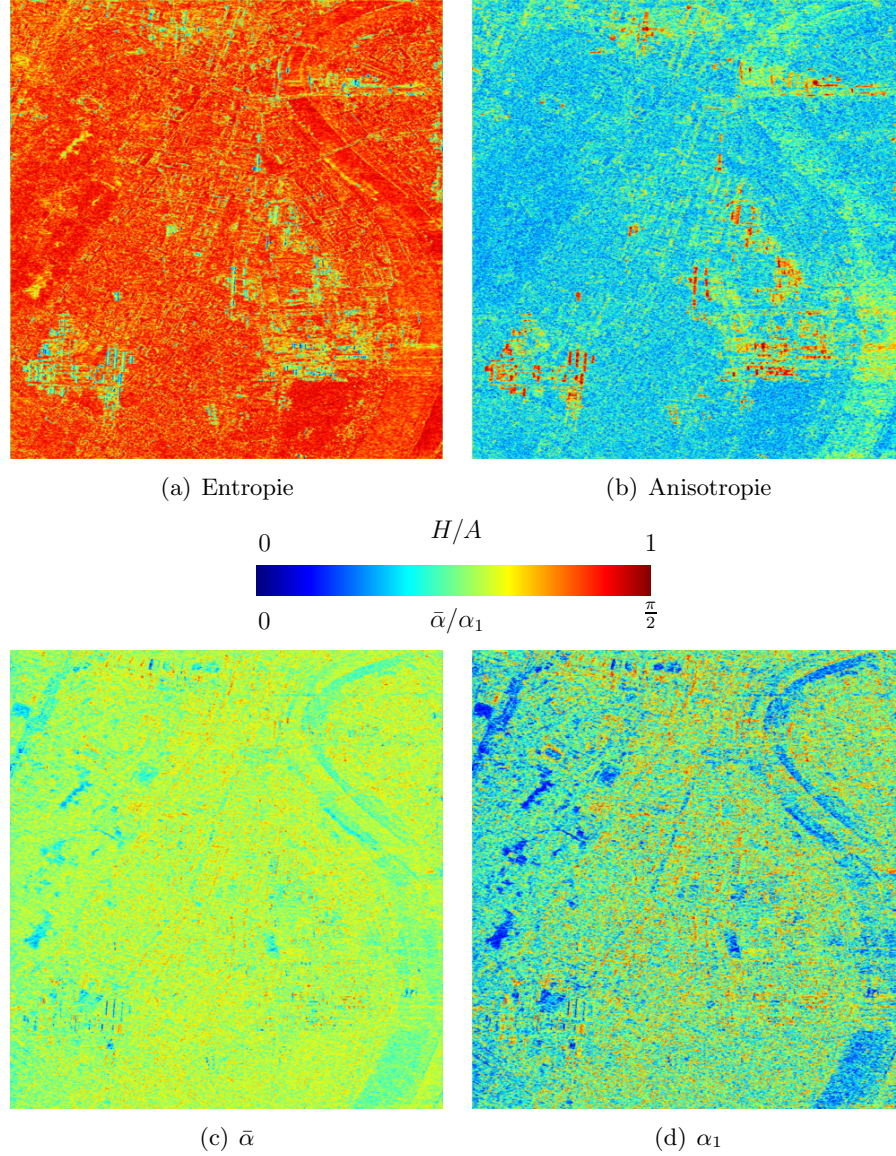 (a) Entropie
(b) Anisotropie
0 H/A 1
0 ᾱ/α₁ π/2
(c) ᾱ
(d) α₁